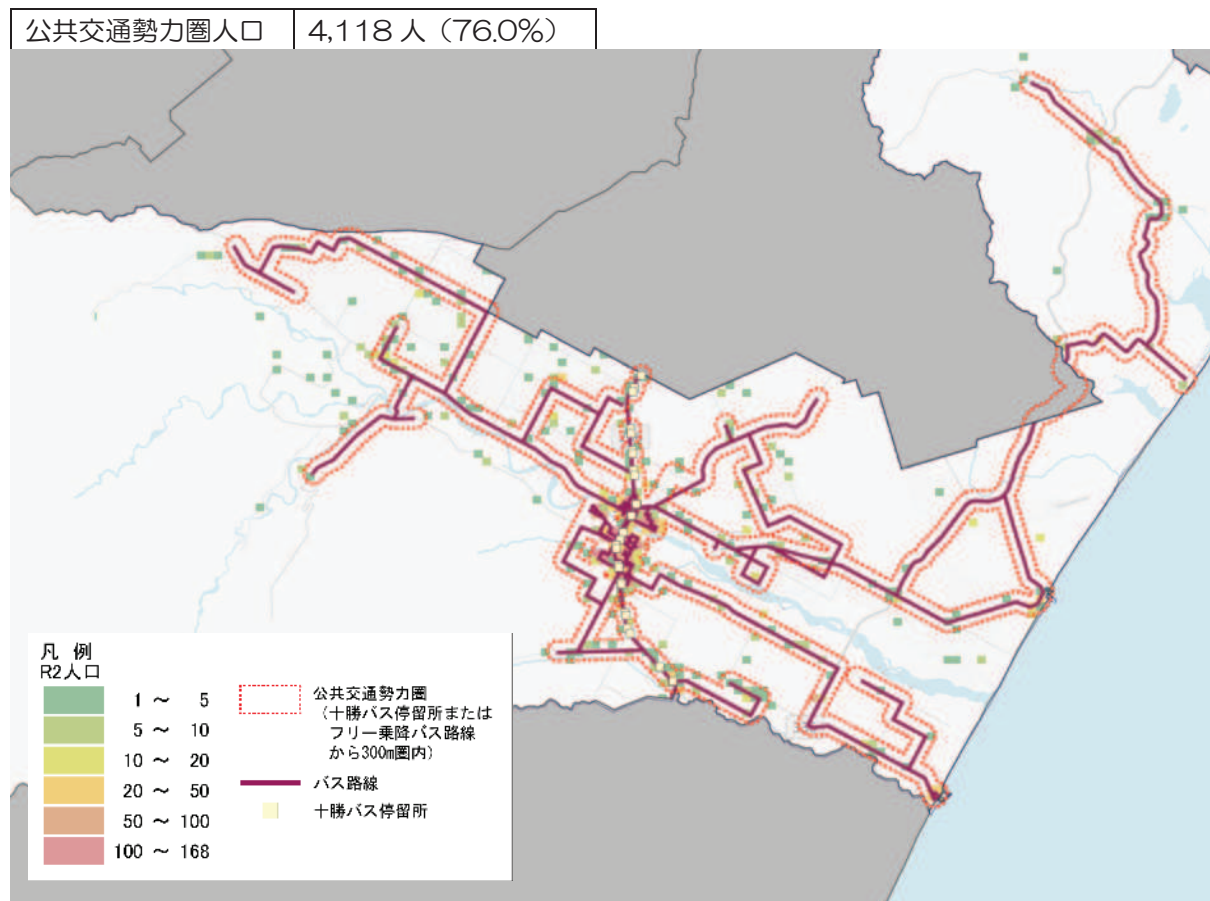 公共交通勢力圏人口 4,118 人（76.0%）
凡 例
R2人口
1 ～ 5
5 ～ 10
10 ～ 20
20 ～ 50
50 ～ 100
100 ～ 168
公共交通勢力圏
（十勝バス停留所または
フリー乗降バス路線
から300m圏内）
バス路線
十勝バス停留所